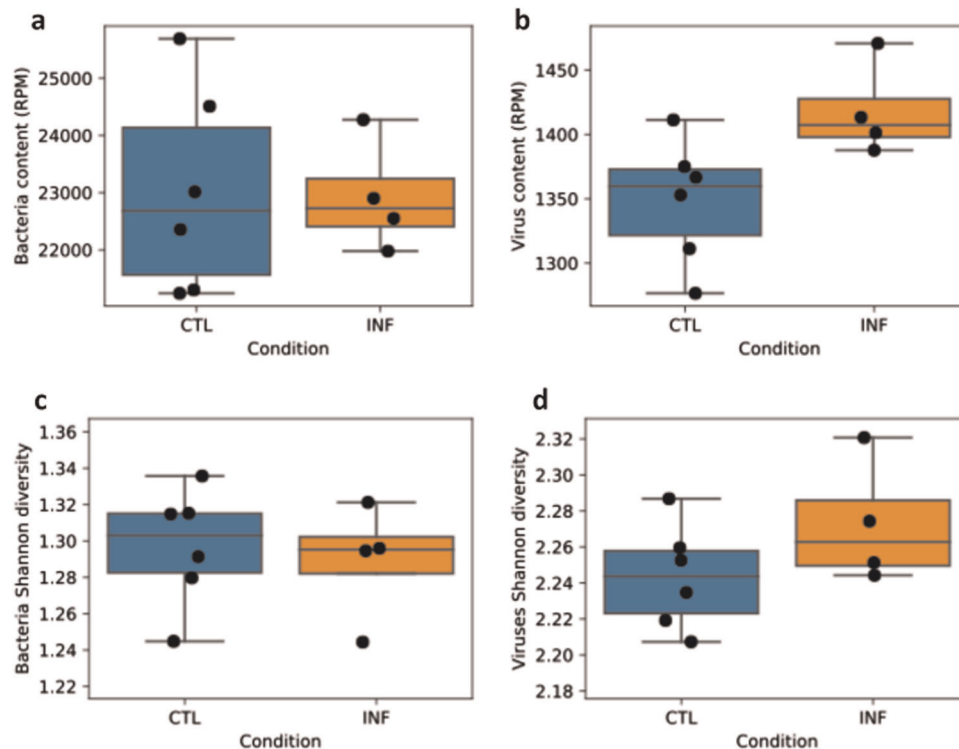 a
Bacteria content (RPM)
25000
24000
23000
22000
CTL
INF
Condition
b
Virus content (RPM)
1450
1400
1350
1300
CTL
INF
Condition
c
Bacteria Shannon diversity
1.36
1.34
1.32
1.30
1.28
1.26
1.24
1.22
CTL
INF
Condition
d
Viruses Shannon diversity
2.32
2.30
2.28
2.26
2.24
2.22
2.20
2.18
CTL
INF
Condition